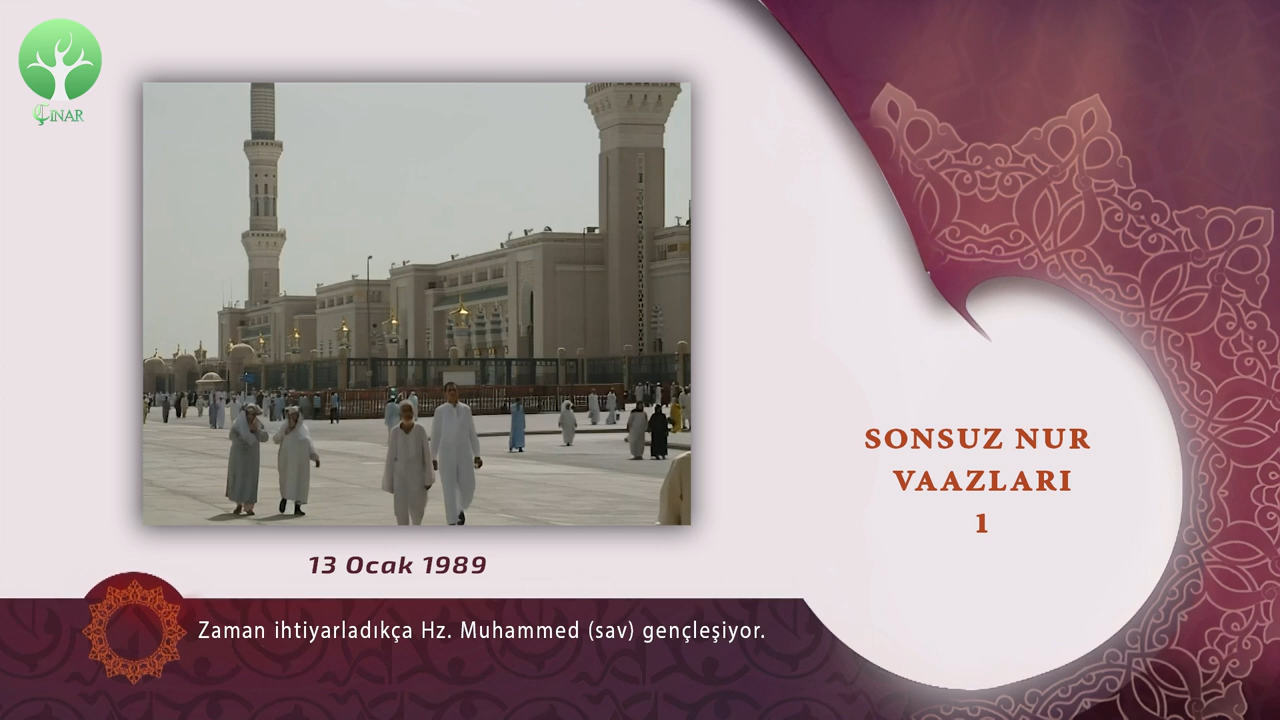 ÇINAR
13 Ocak 1989
Zaman ihtiyarladıkça Hz. Muhammed (sav) gençleşiyor.
SONSUZ NUR
VAAZLARI
1